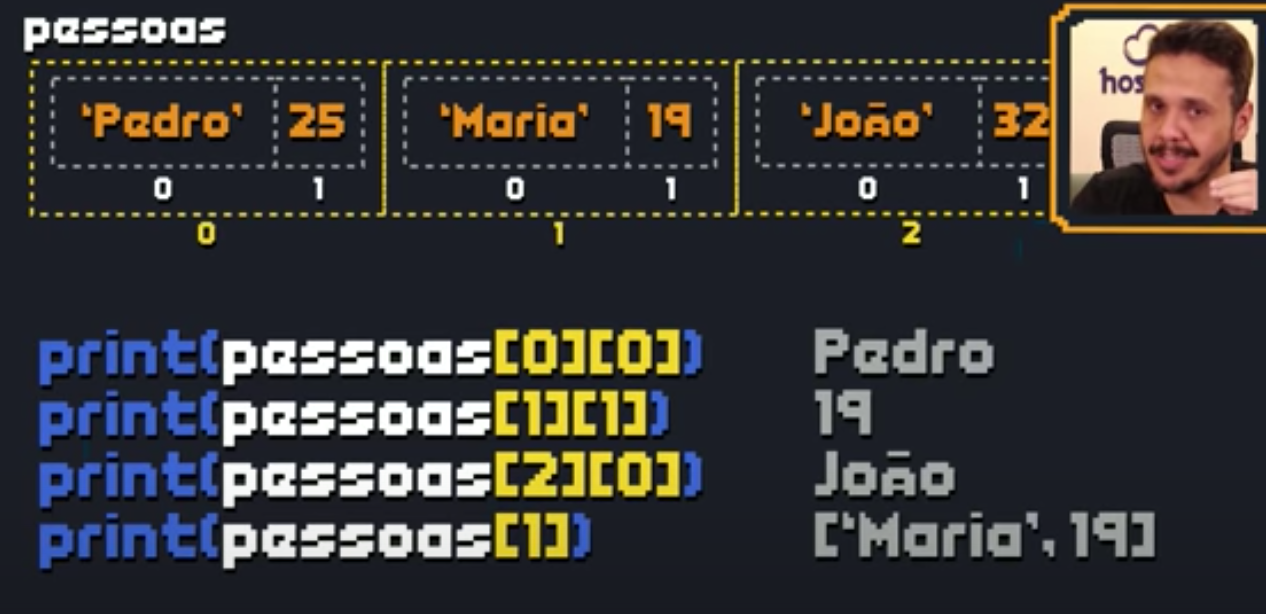 pessoas
'Pedro' 25 'Maria' 19 'João' 32
0 1 0 1 0 1
0 1 2
print(pessoas[0][0]) Pedro
print(pessoas[1][1]) 19
print(pessoas[2][0]) João
print(pessoas[1]) ['Maria', 19]